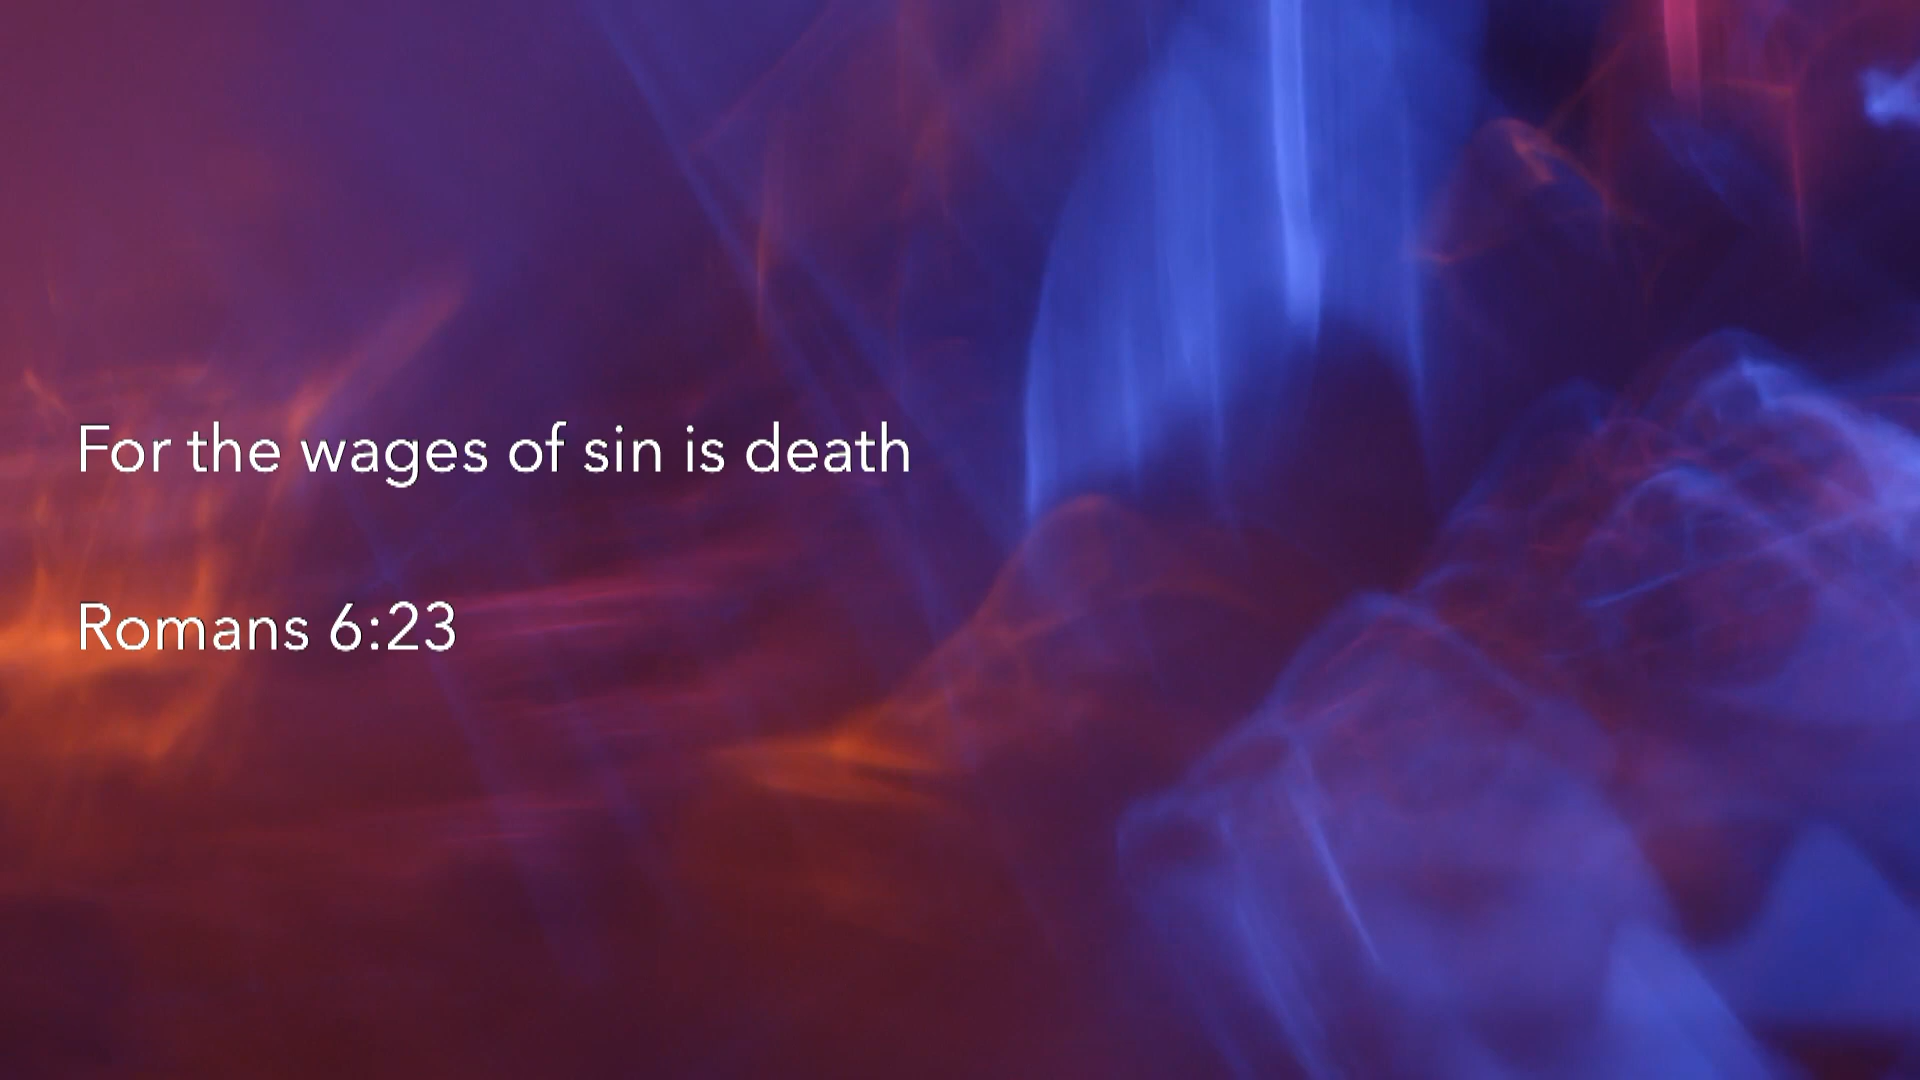 For the wages of sin is death
Romans 6:23